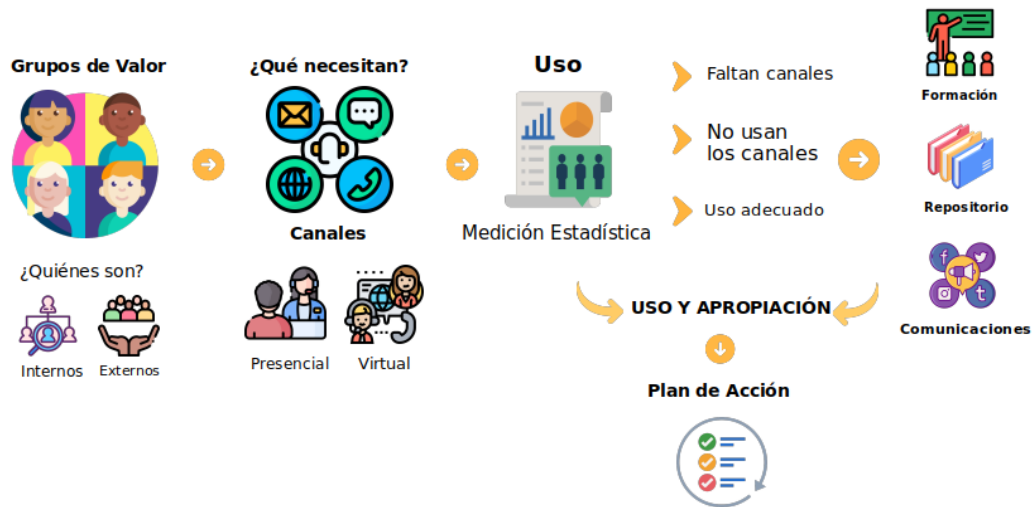 Grupos de Valor
¿Quiénes son?
Internos
Externos
¿Qué necesitan?
Canales
Presencial
Virtual
Uso
Medición Estadística
Faltan canales
No usan
los canales
Uso adecuado
Formación
Repositorio
Comunicaciones
USO Y APROPIACIÓN
Plan de Acción